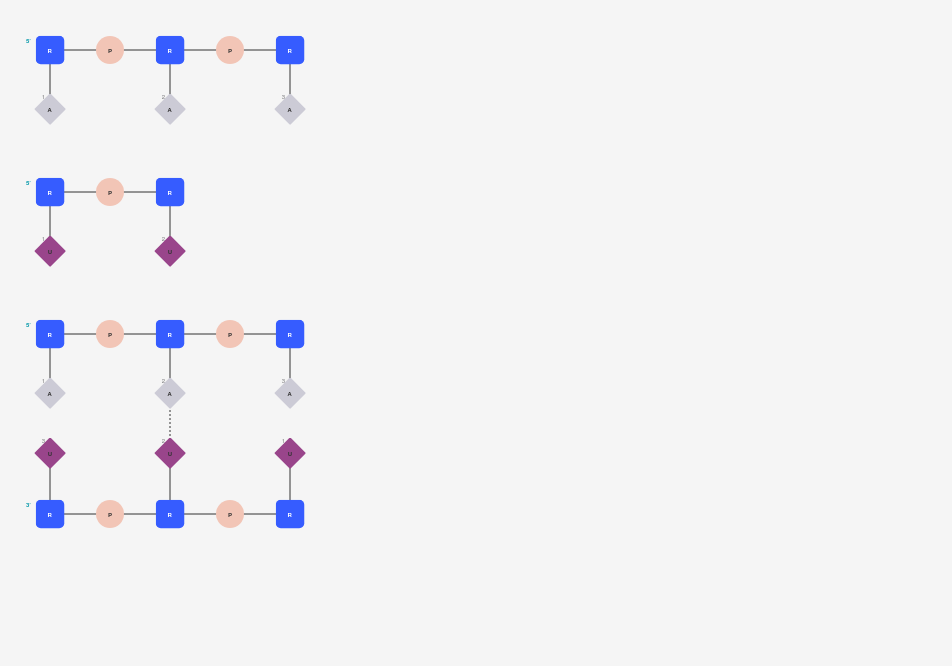 5' R P R P R
1 2 3
A A A
5' R P R
1 2
U U
5' R P R P R
1 2 3
A A A
3 2 1
U U U
3' R P R P R